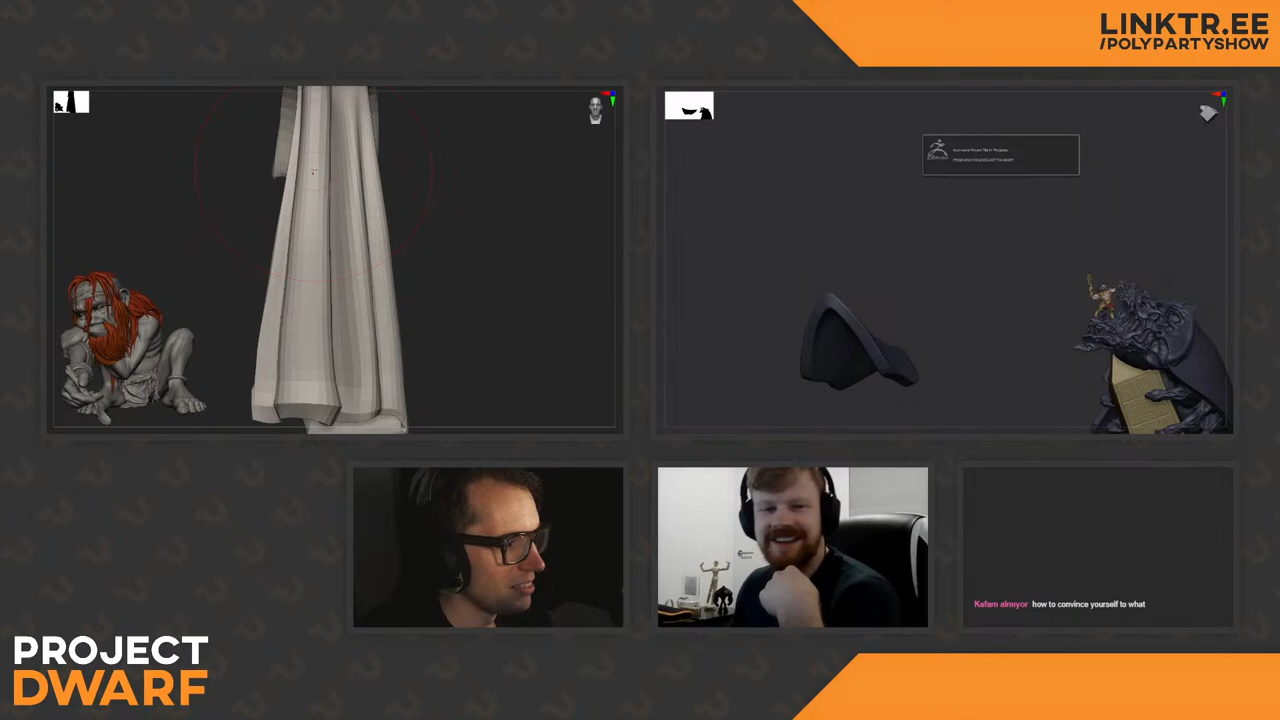 LINKTR.EE
/POLYPARTYSHOW
Kafam almıyor how to convince yourself to what
PROJECT
DWARF